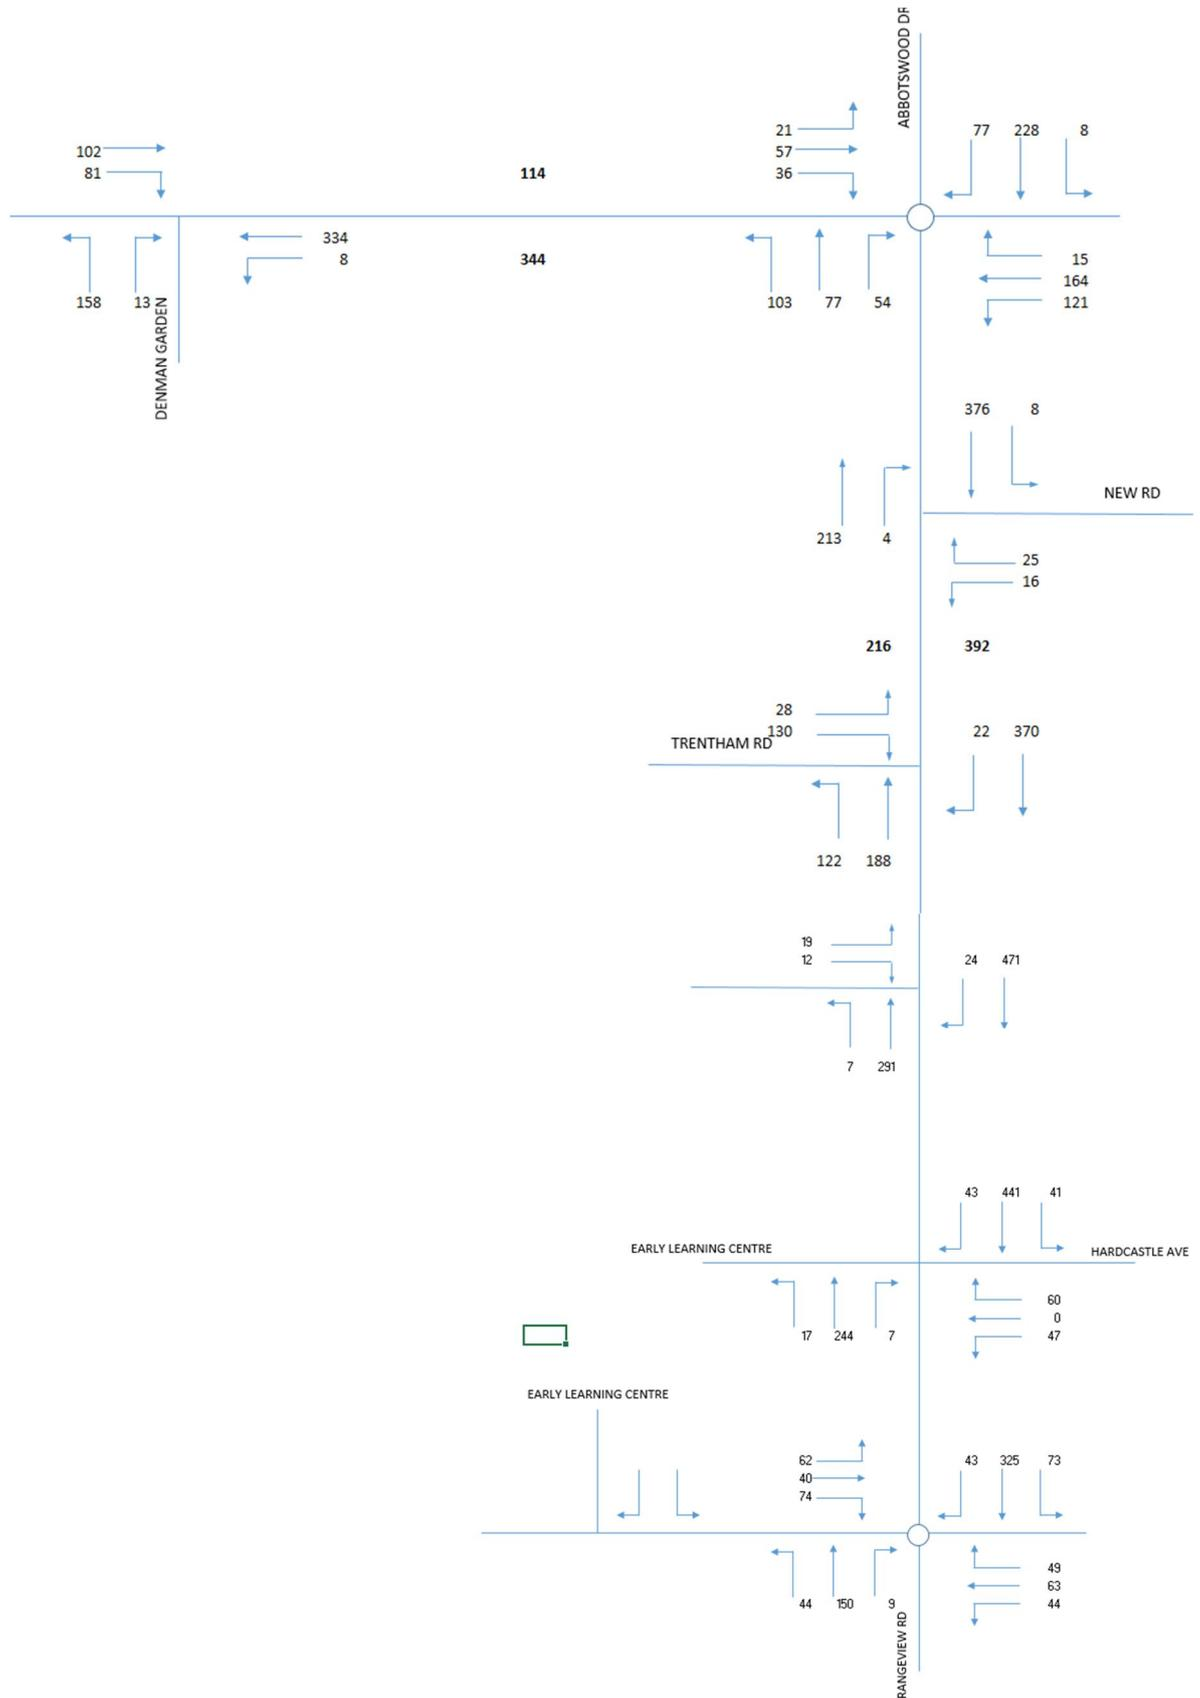 ABBOTSWOOD DR
21
57
36
77 228 8
102
81
114
334
8
344
158 13
DENMAN GARDEN
103 77 54
15
164
121
376 8
NEW RD
213 4
25
16
216 392
28
130
TRENTHAM RD
22 370
122 188
19
12
24 471
7 291
43 441 41
EARLY LEARNING CENTRE
HARDCASTLE AVE
60
0
47
17 244 7
EARLY LEARNING CENTRE
62
40
74
43 325 73
49
63
44
44 150 9
RANGEVIEW RD